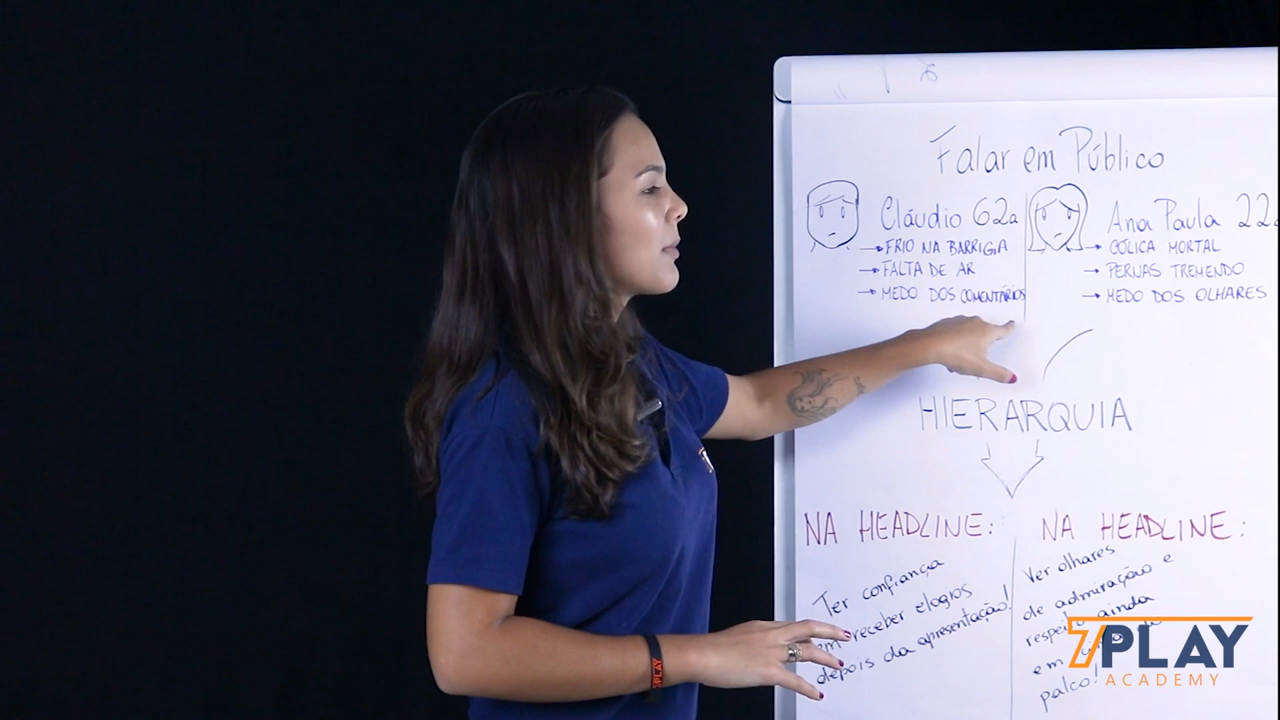 Falar em Público
Cláudio 62a
→ FRIO NA BARRIGA
→ FALTA DE AR
→ MEDO DOS COMENTÁRIOS
Ana Paula 22a
→ CÓLICA MORTAL
→ PERNAS TREMENDO
→ MEDO DOS OLHARES
HIERARQUIA
NA HEADLINE:
Ter confiança
em receber elogios
depois da apresentação!
NA HEADLINE:
Ver olhares
de admiração e
respeito ainda
em
palco!
7PLAY
ACADEMY
7PLAY